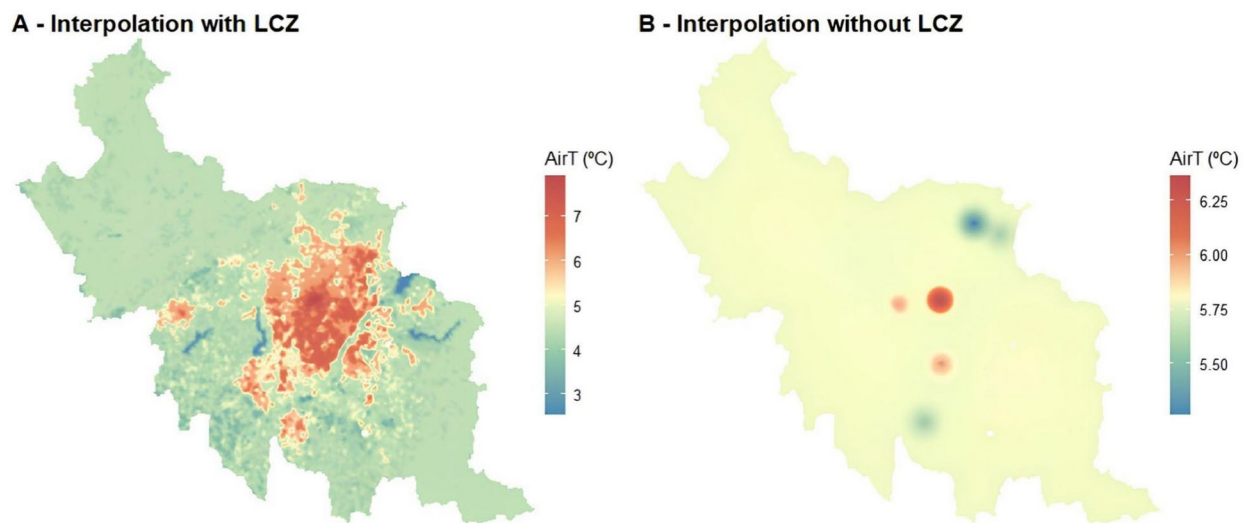 A - Interpolation with LCZ
B - Interpolation without LCZ
AirT (ºC)
7
6
5
4
3
AirT (ºC)
6.25
6.00
5.75
5.50